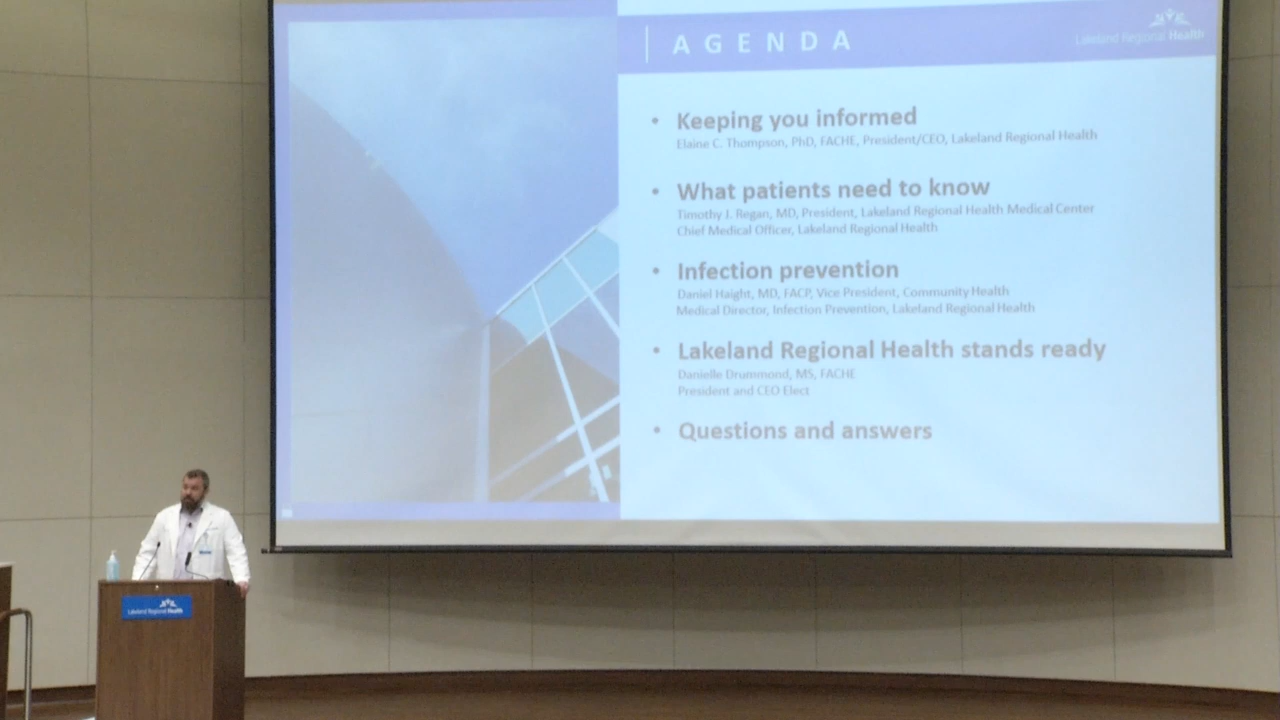 AGENDA
Lakeland Regional Health
• Keeping you informed
Elaine C. Thompson, PhD, FACHE, President/CEO, Lakeland Regional Health
• What patients need to know
Timothy J. Regan, MD, President, Lakeland Regional Health Medical Center
Chief Medical Officer, Lakeland Regional Health
• Infection prevention
Daniel Haight, MD, FACP, Vice President, Community Health
Medical Director, Infection Prevention, Lakeland Regional Health
• Lakeland Regional Health stands ready
Danielle Drummond, MS, FACHE
President and CEO Elect
• Questions and answers
Lakeland Regional Health